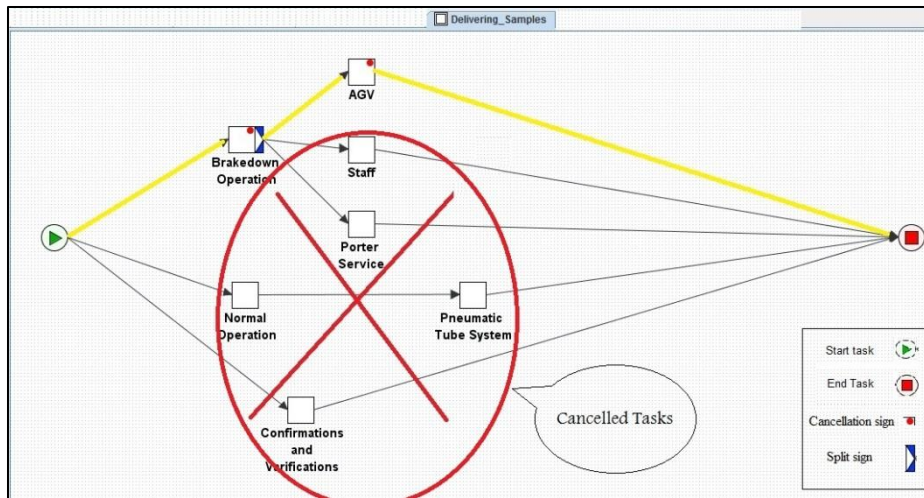 Delivering_Samples
AGV
Brakedown
Operation
Staff
Porter
Service
Normal
Operation
Pneumatic
Tube System
Confirmations
and
Verifications
Cancelled Tasks
Start task
End Task
Cancellation sign
Split sign